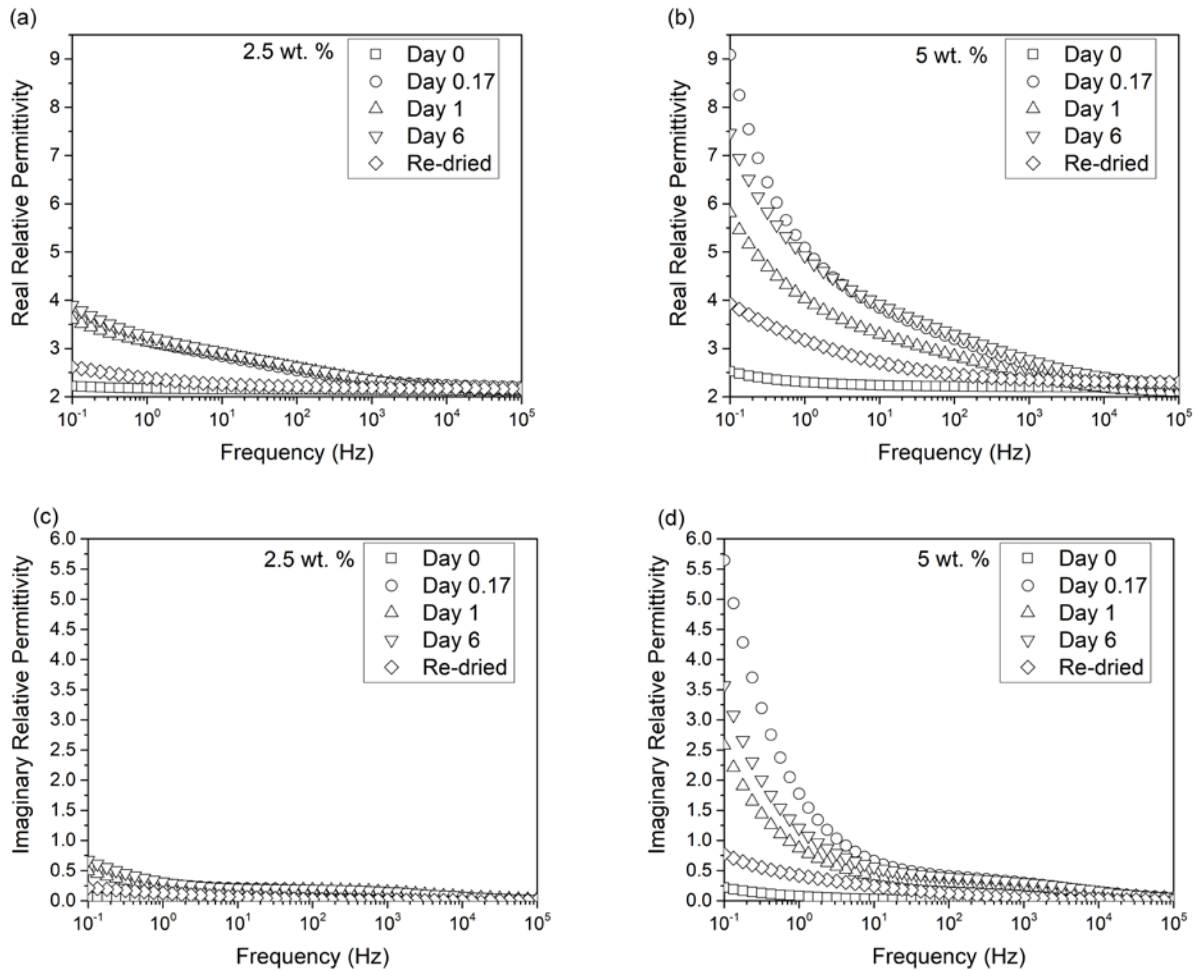 (a)
2.5 wt. %
Day 0
Day 0.17
Day 1
Day 6
Re-dried
Real Relative Permittivity
9
8
7
6
5
4
3
2
10⁻¹ 10⁰ 10¹ 10² 10³ 10⁴ 10⁵
Frequency (Hz)
(b)
5 wt. %
Day 0
Day 0.17
Day 1
Day 6
Re-dried
Real Relative Permittivity
9
8
7
6
5
4
3
2
10⁻¹ 10⁰ 10¹ 10² 10³ 10⁴ 10⁵
Frequency (Hz)
(c)
2.5 wt. %
Day 0
Day 0.17
Day 1
Day 6
Re-dried
Imaginary Relative Permittivity
6.0
5.5
5.0
4.5
4.0
3.5
3.0
2.5
2.0
1.5
1.0
0.5
0.0
10⁻¹ 10⁰ 10¹ 10² 10³ 10⁴ 10⁵
Frequency (Hz)
(d)
5 wt. %
Day 0
Day 0.17
Day 1
Day 6
Re-dried
Imaginary Relative Permittivity
6.0
5.5
5.0
4.5
4.0
3.5
3.0
2.5
2.0
1.5
1.0
0.5
0.0
10⁻¹ 10⁰ 10¹ 10² 10³ 10⁴ 10⁵
Frequency (Hz)